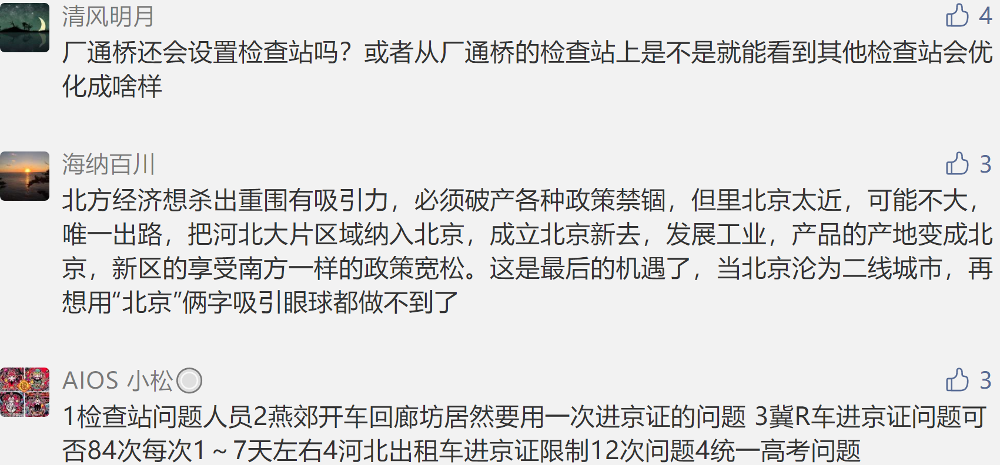 清风明月
4
厂通桥还会设置检查站吗？或者从厂通桥的检查站上是不是就能看到其他检查站会优
化成啥样
海纳百川
3
北方经济想杀出重围有吸引力，必须破产各种政策禁锢，但里北京太近，可能不大，
唯一出路，把河北大片区域纳入北京，成立北京新去，发展工业，产品的产地变成北
京，新区的享受南方一样的政策宽松。这是最后的机遇了，当北京沦为二线城市，再
想用“北京”俩字吸引眼球都做不到了
AIOS 小松
3
1检查站问题人员2燕郊开车回廊坊居然要用一次进京证的问题 3冀R车进京证问题可
否84次每次1～7天左右4河北出租车进京证限制12次问题4统一高考问题
福